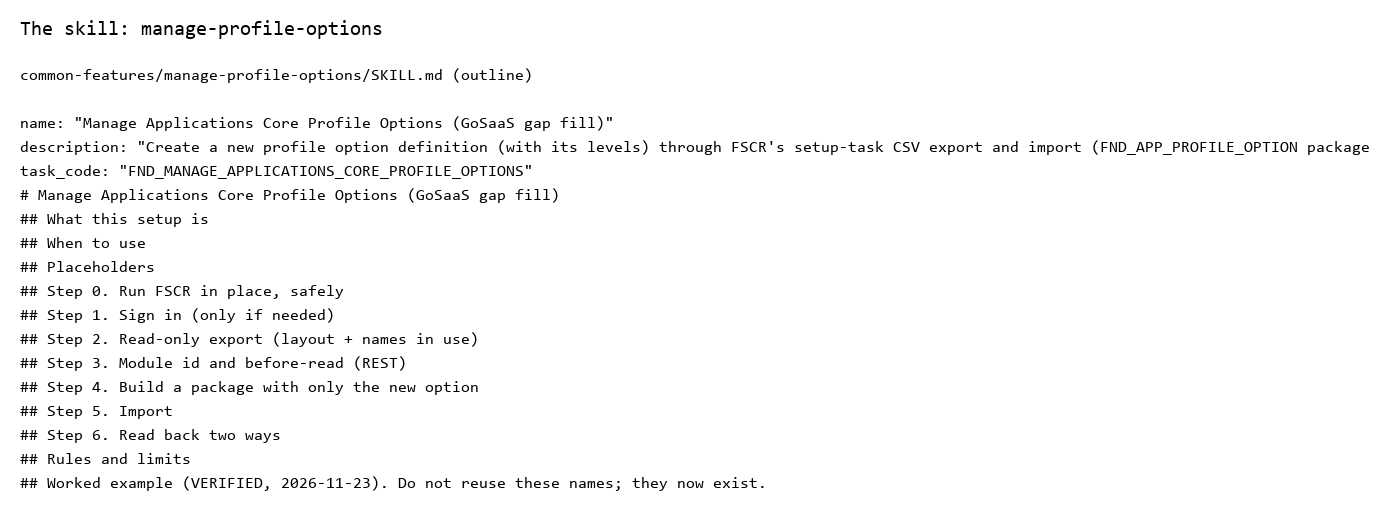 The skill: manage-profile-options
common-features/manage-profile-options/SKILL.md (outline)
name: "Manage Applications Core Profile Options (GoSaaS gap fill)"
description: "Create a new profile option definition (with its levels) through FSCR's setup-task CSV export and import (FND_APP_PROFILE_OPTION package
task_code: "FND_MANAGE_APPLICATIONS_CORE_PROFILE_OPTIONS"
# Manage Applications Core Profile Options (GoSaaS gap fill)
## What this setup is
## When to use
## Placeholders
## Step 0. Run FSCR in place, safely
## Step 1. Sign in (only if needed)
## Step 2. Read-only export (layout + names in use)
## Step 3. Module id and before-read (REST)
## Step 4. Build a package with only the new option
## Step 5. Import
## Step 6. Read back two ways
## Rules and limits
## Worked example (VERIFIED, 2026-11-23). Do not reuse these names; they now exist.